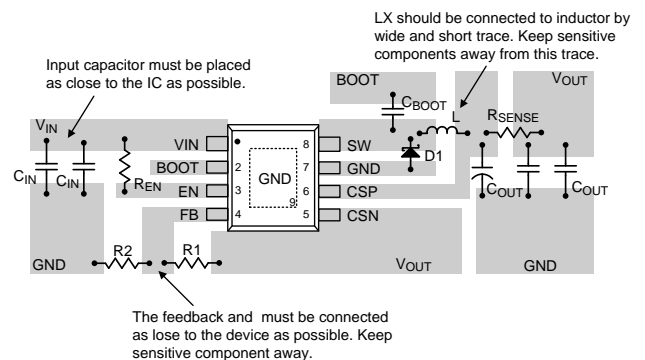 LX should be connected to inductor by
wide and short trace. Keep sensitive
components away from this trace.
Input capacitor must be placed
as close to the IC as possible.
BOOT
VOUT
CBOOT
L
RSENSE
VIN
VIN
8
SW
D1
CIN
CIN
REN
BOOT
2
GND
7
GND
EN
3
6
CSP
COUT
COUT
FB
4
9
5
CSN
R2
R1
GND
VOUT
GND
The feedback and  must be connected
as lose to the device as possible. Keep
sensitive component away.